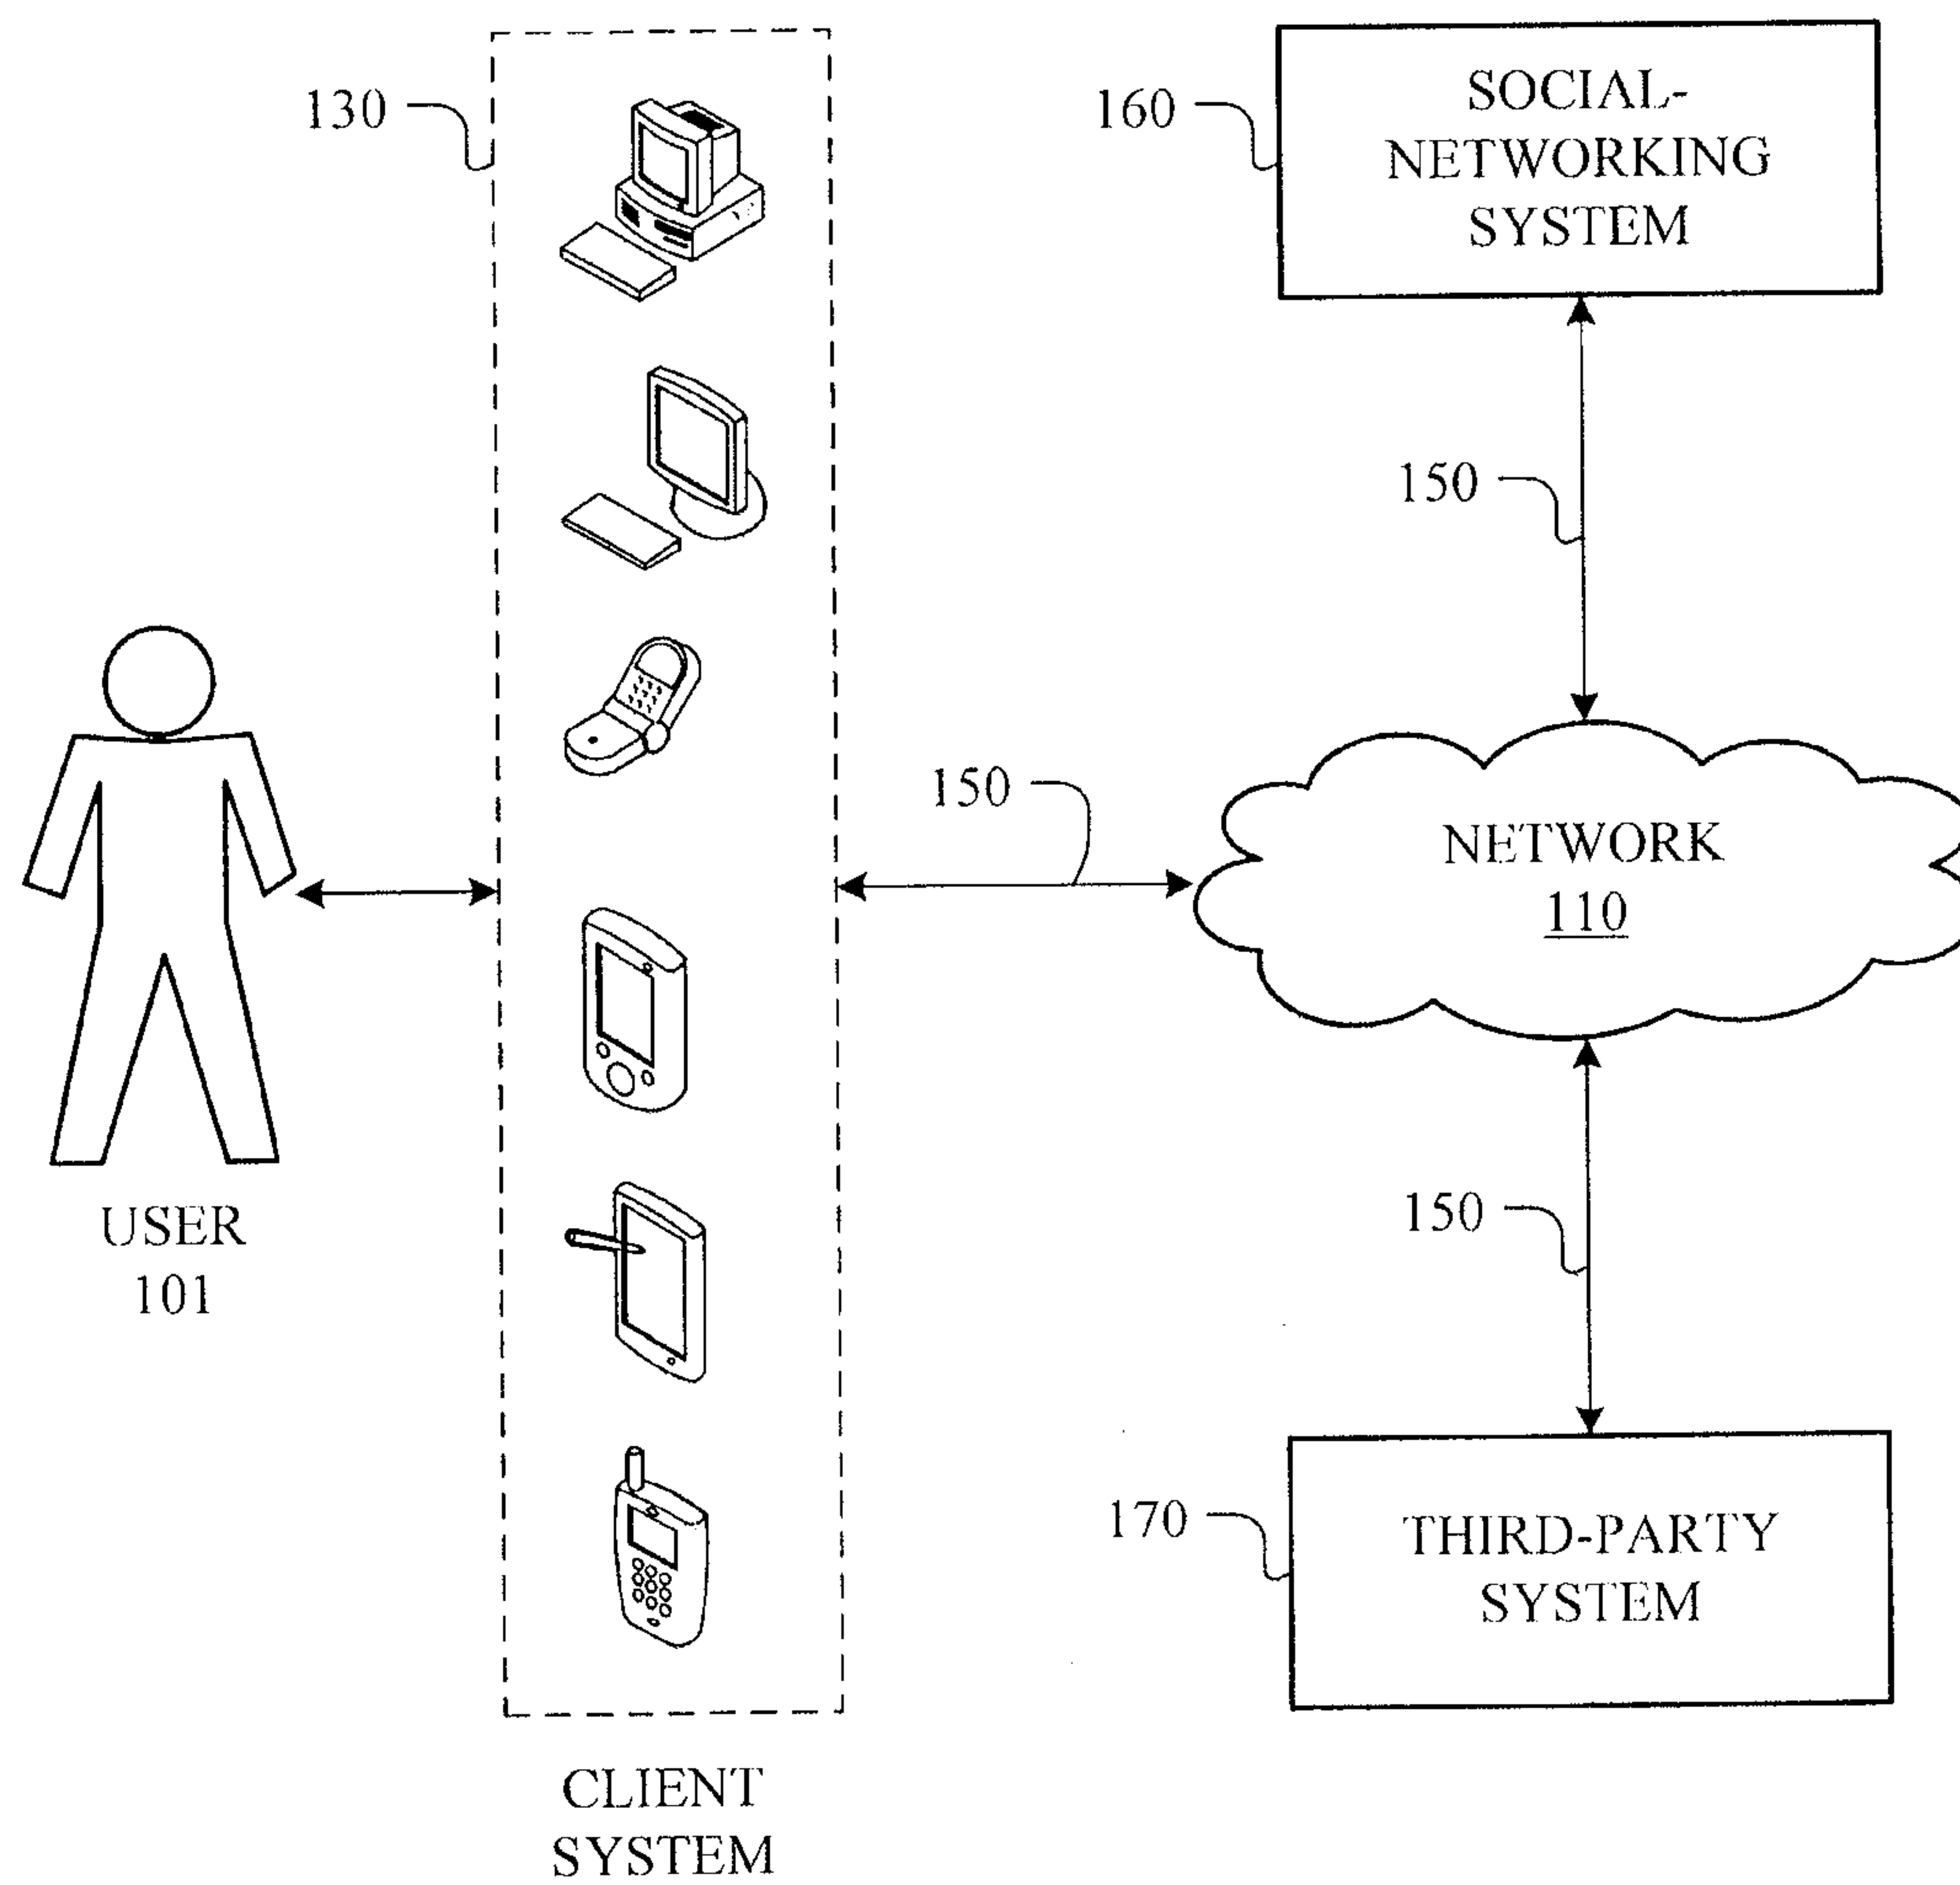 130
160
SOCIAL-
NETWORKING
SYSTEM
150
150
NETWORK
110
USER
101
150
170
THIRD-PARTY
SYSTEM
CLIENT
SYSTEM